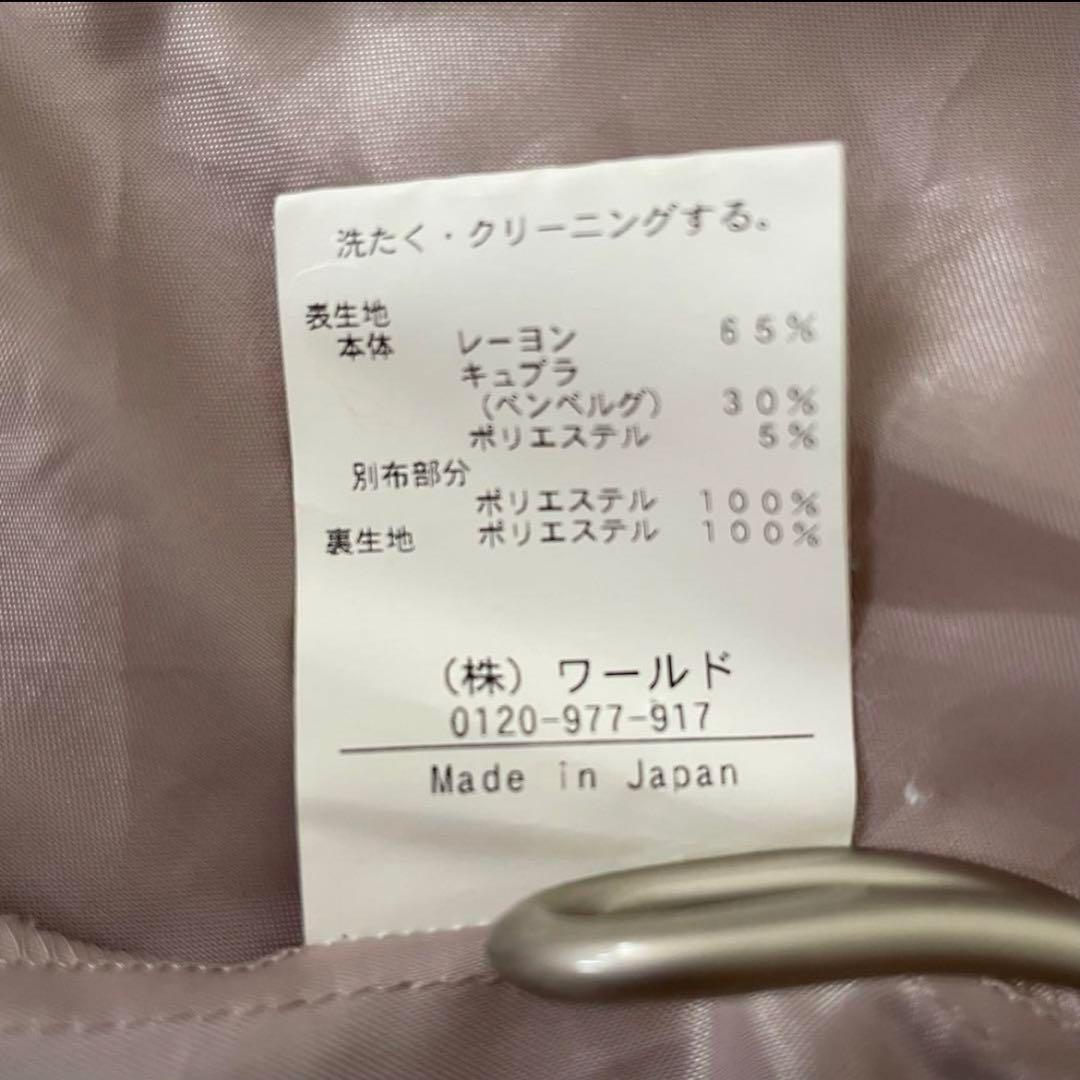 洗たく・クリーニングする。
表生地
本体 レーヨン 65%
キュプラ
(ベンベルグ) 30%
ポリエステル 5%
別布部分
ポリエステル 100%
裏生地 ポリエステル 100%
(株) ワールド
0120-977-917
Made in Japan